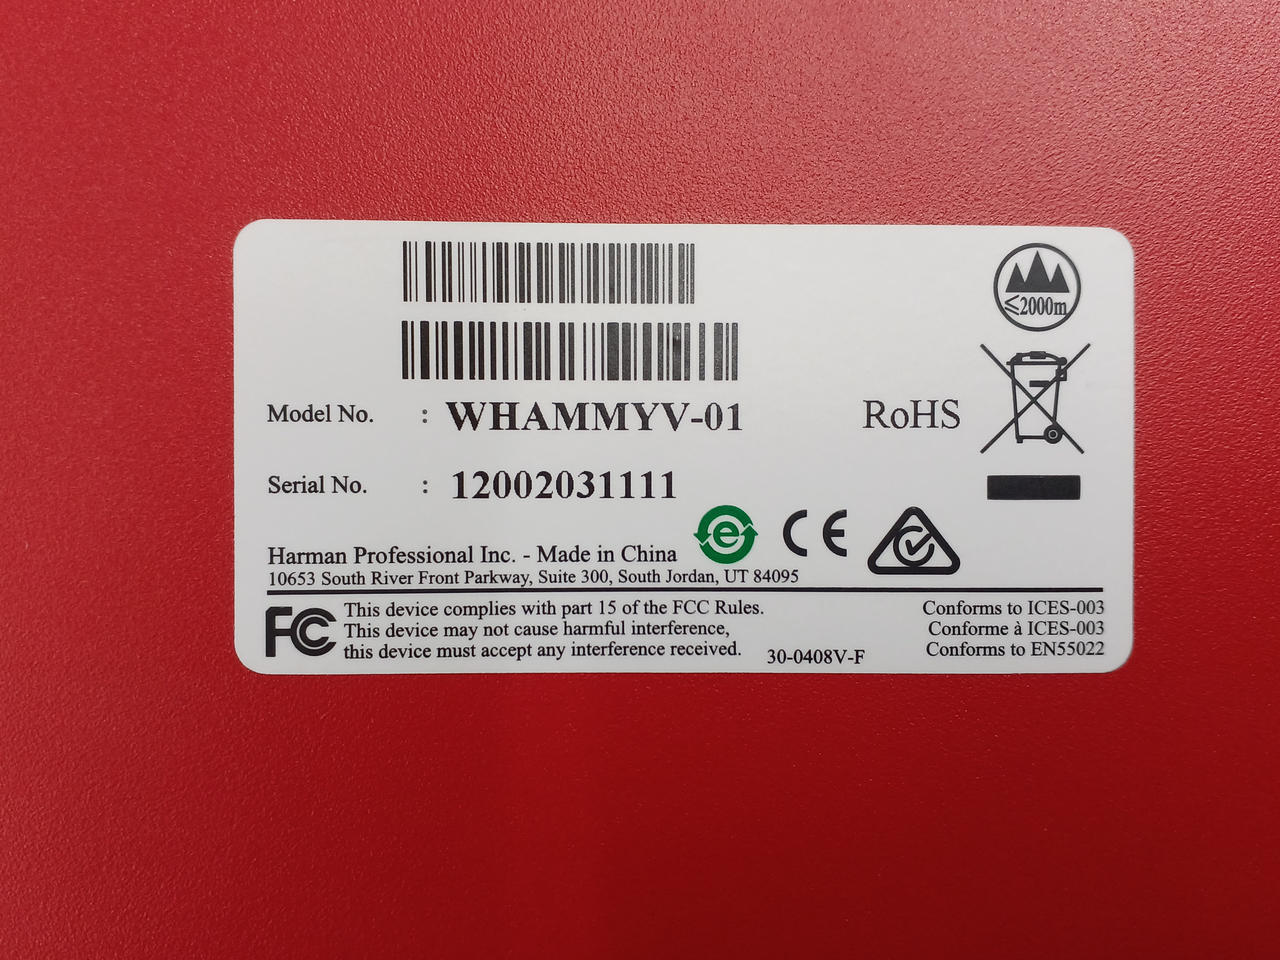 ≤2000m
Model No. : WHAMMYV-01
RoHS
Serial No. : 12002031111
e
CE
Harman Professional Inc. - Made in China
10653 South River Front Parkway, Suite 300, South Jordan, UT 84095
FC This device complies with part 15 of the FCC Rules.
This device may not cause harmful interference,
this device must accept any interference received.
30-0408V-F
Conforms to ICES-003
Conforme à ICES-003
Conforms to EN55022